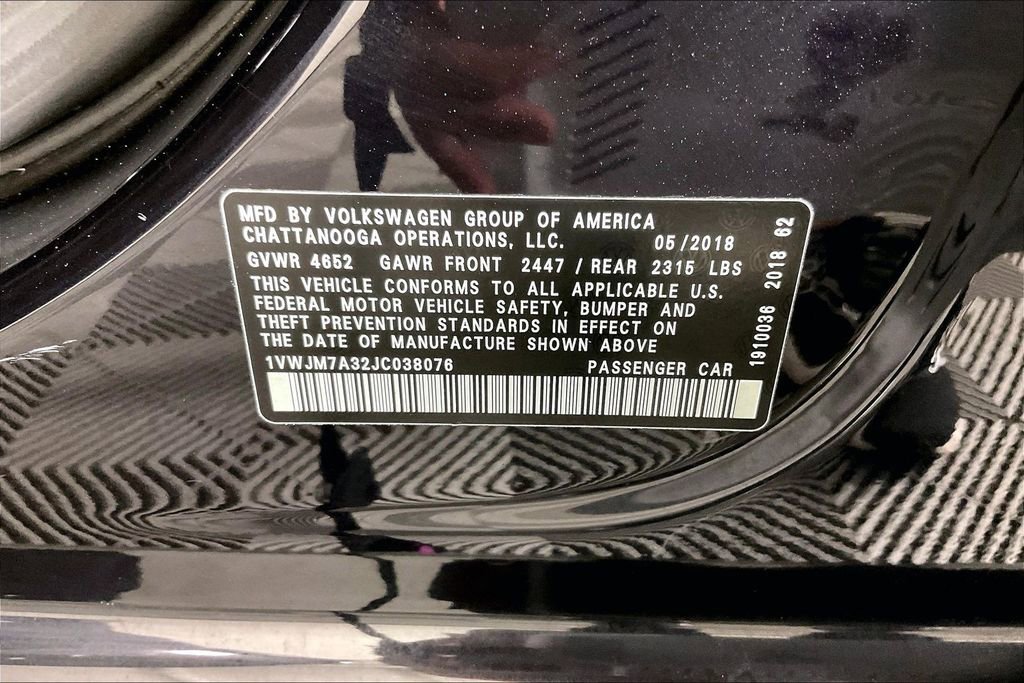 MFD BY VOLKSWAGEN GROUP OF AMERICA
CHATTANOOGA OPERATIONS, LLC. 05/2018
GVWR 4652 GAWR FRONT 2447 / REAR 2315 LBS
THIS VEHICLE CONFORMS TO ALL APPLICABLE U.S.
FEDERAL MOTOR VEHICLE SAFETY, BUMPER AND
THEFT PREVENTION STANDARDS IN EFFECT ON
THE DATE OF MANUFACTURE SHOWN ABOVE
1VWJM7A32JC038076 PASSENGER CAR
1910036 2018 62